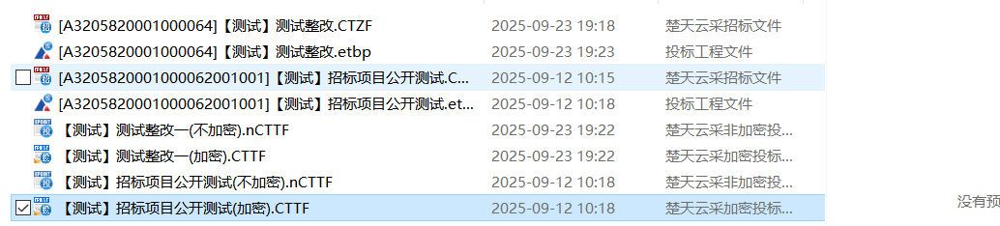 [A3205820001000064]【测试】测试整改.CTZF 2025-09-23 19:18 楚天云采招标文件
[A3205820001000064]【测试】测试整改.etbp 2025-09-23 19:23 投标工程文件
[A3205820001000062001001]【测试】招标项目公开测试.C... 2025-09-12 10:15 楚天云采招标文件
[A3205820001000062001001]【测试】招标项目公开测试.et... 2025-09-12 10:18 投标工程文件
【测试】测试整改一(不加密).nCTTF 2025-09-23 19:22 楚天云采非加密投...
【测试】测试整改一(加密).CTTF 2025-09-23 19:22 楚天云采加密投标...
【测试】招标项目公开测试(不加密).nCTTF 2025-09-12 10:18 楚天云采非加密投...
【测试】招标项目公开测试(加密).CTTF 2025-09-12 10:18 楚天云采加密投标...
没有预